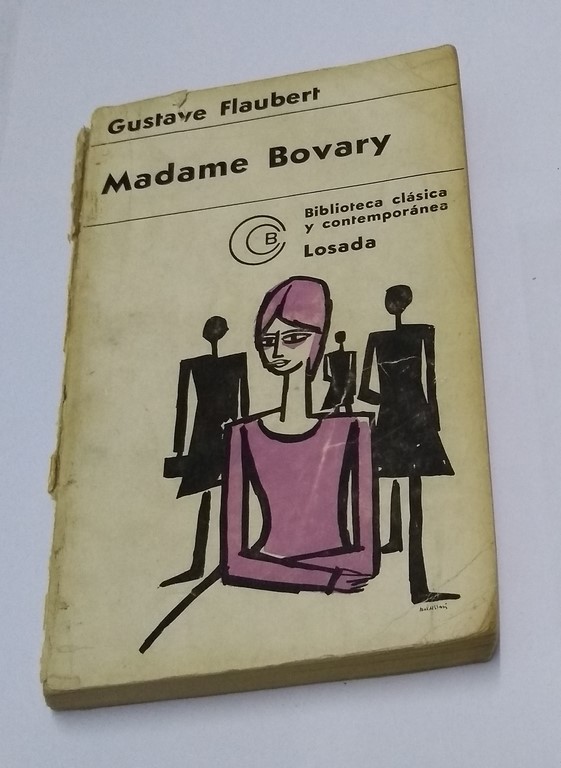 Gustave Flaubert
Madame Bovary
B
Biblioteca clásica
y contemporánea
Losada